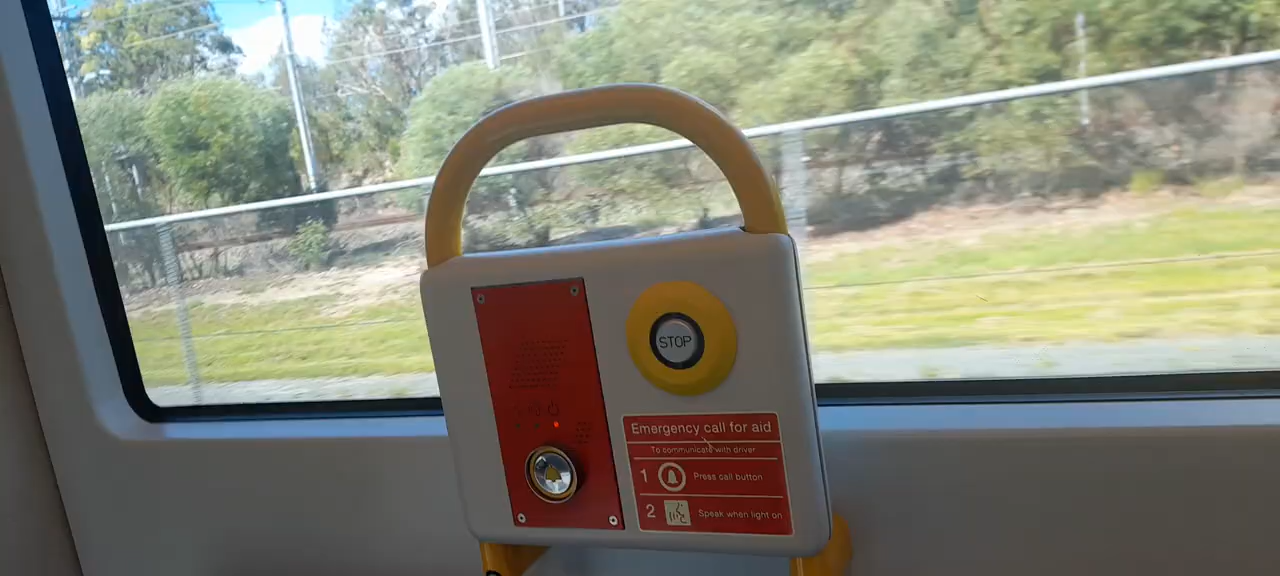 STOP
Emergency call for aid
To communicate with driver
1 Press call button
2 Speak when light on